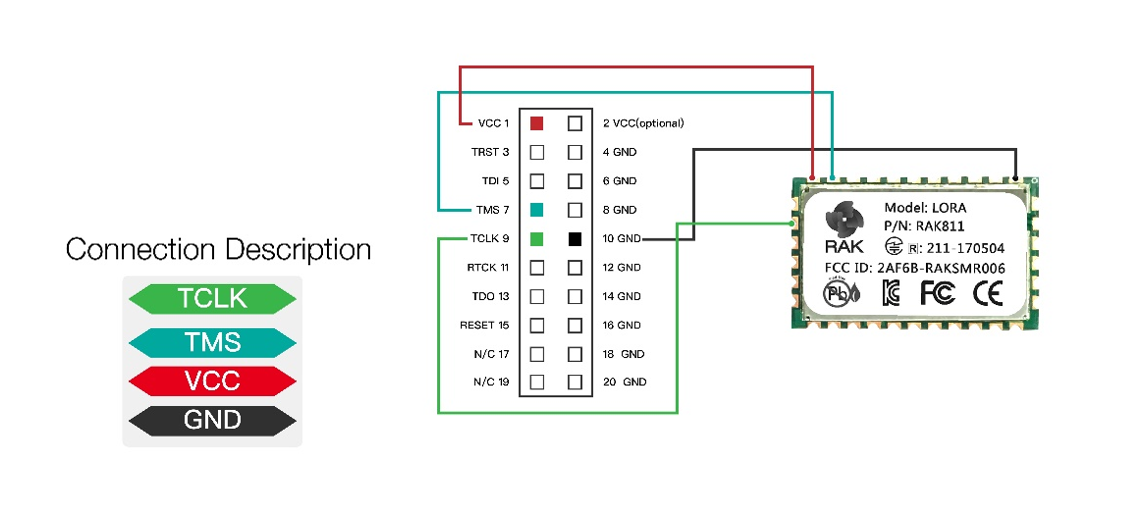 Connection Description
TCLK
TMS
VCC
GND
VCC 1
2 VCC(optional)
TRST 3
4 GND
TDI 5
6 GND
TMS 7
8 GND
TCLK 9
10 GND
RTCK 11
12 GND
TDO 13
14 GND
RESET 15
16 GND
N/C 17
18 GND
N/C 19
20 GND
RAK
Model: LORA
P/N: RAK811
R: 211-170504
FCC ID: 2AF6B-RAKSMR006
Pb
FC CE